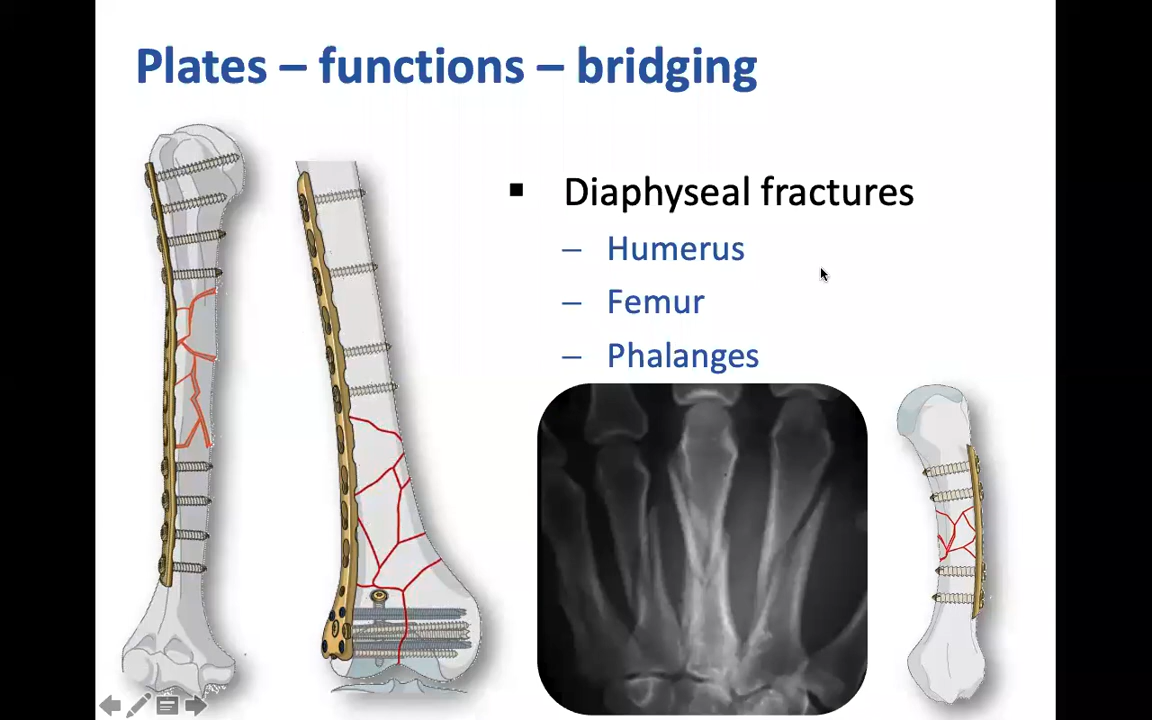 Plates – functions – bridging
▪ Diaphyseal fractures
– Humerus
– Femur
– Phalanges